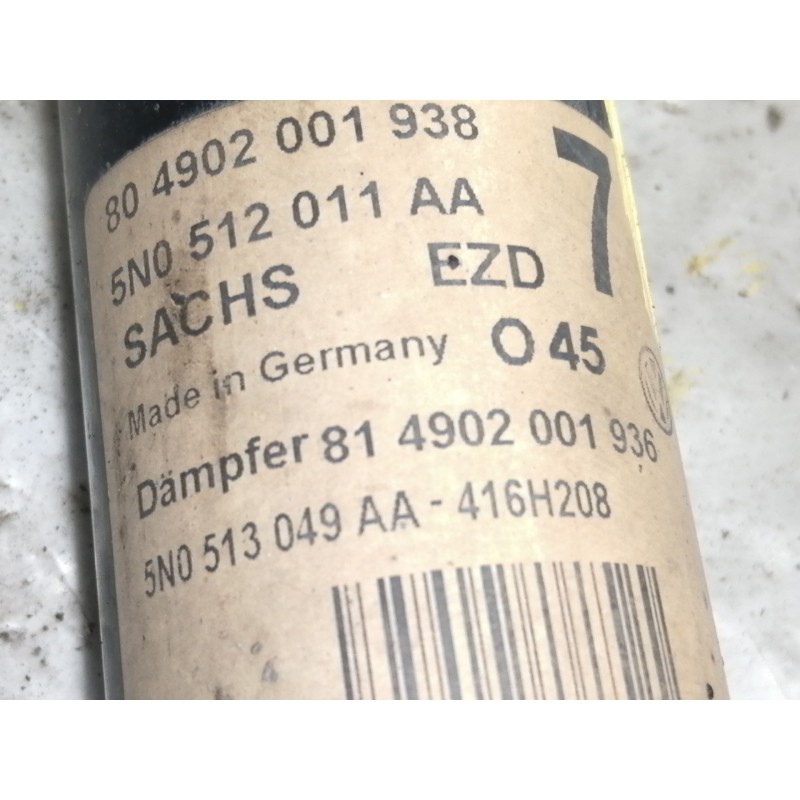 80 4902 001 938
7
5N0 512 011 AA
SACHS EZD
Made in Germany O 45
Dämpfer 81 4902 001 936
5N0 513 049 AA - 416H208